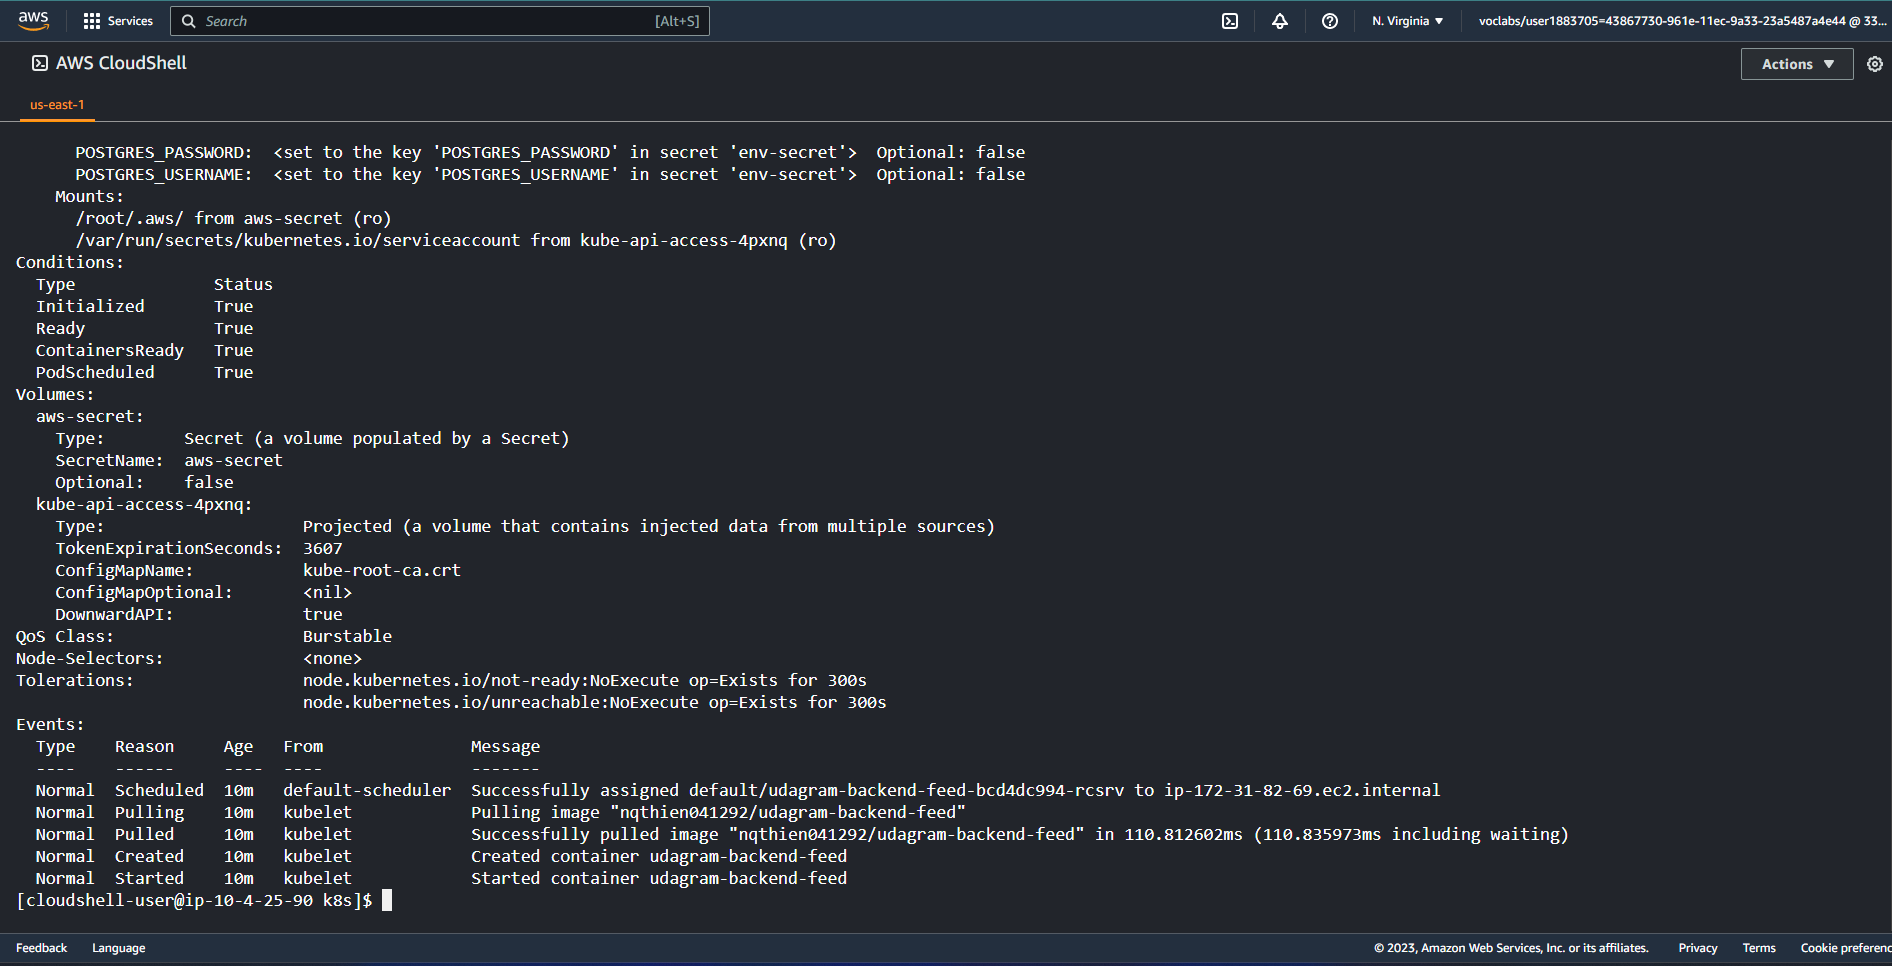 aws Services Search [Alt+S] N. Virginia ▼ voclabs/user1883705=43867730-961e-11ec-9a33-23a5487a4e44 @ 33...
AWS CloudShell Actions ▼
us-east-1
POSTGRES_PASSWORD: <set to the key 'POSTGRES_PASSWORD' in secret 'env-secret'> Optional: false
POSTGRES_USERNAME: <set to the key 'POSTGRES_USERNAME' in secret 'env-secret'> Optional: false
Mounts:
/root/.aws/ from aws-secret (ro)
/var/run/secrets/kubernetes.io/serviceaccount from kube-api-access-4pxnq (ro)
Conditions:
Type Status
Initialized True
Ready True
ContainersReady True
PodScheduled True
Volumes:
aws-secret:
Type: Secret (a volume populated by a Secret)
SecretName: aws-secret
Optional: false
kube-api-access-4pxnq:
Type: Projected (a volume that contains injected data from multiple sources)
TokenExpirationSeconds: 3607
ConfigMapName: kube-root-ca.crt
ConfigMapOptional: <nil>
DownwardAPI: true
QoS Class: Burstable
Node-Selectors: <none>
Tolerations: node.kubernetes.io/not-ready:NoExecute op=Exists for 300s
node.kubernetes.io/unreachable:NoExecute op=Exists for 300s
Events:
Type Reason Age From Message
---- ------ ---- ---- -------
Normal Scheduled 10m default-scheduler Successfully assigned default/udagram-backend-feed-bcd4dc994-rcsrv to ip-172-31-82-69.ec2.internal
Normal Pulling 10m kubelet Pulling image "nqthien041292/udagram-backend-feed"
Normal Pulled 10m kubelet Successfully pulled image "nqthien041292/udagram-backend-feed" in 110.812602ms (110.835973ms including waiting)
Normal Created 10m kubelet Created container udagram-backend-feed
Normal Started 10m kubelet Started container udagram-backend-feed
[cloudshell-user@ip-10-4-25-90 k8s]$
Feedback Language © 2023, Amazon Web Services, Inc. or its affiliates. Privacy Terms Cookie preferenc